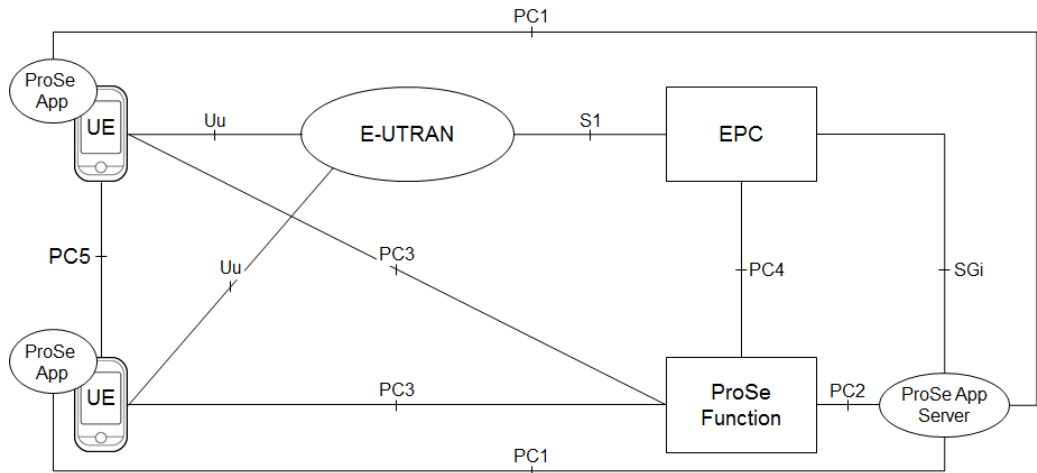 PC1
ProSe
App
UE
Uu
E-UTRAN
S1
EPC
PC5
Uu
PC3
PC4
SGi
ProSe
App
UE
PC3
ProSe
Function
PC2
ProSe App
Server
PC1